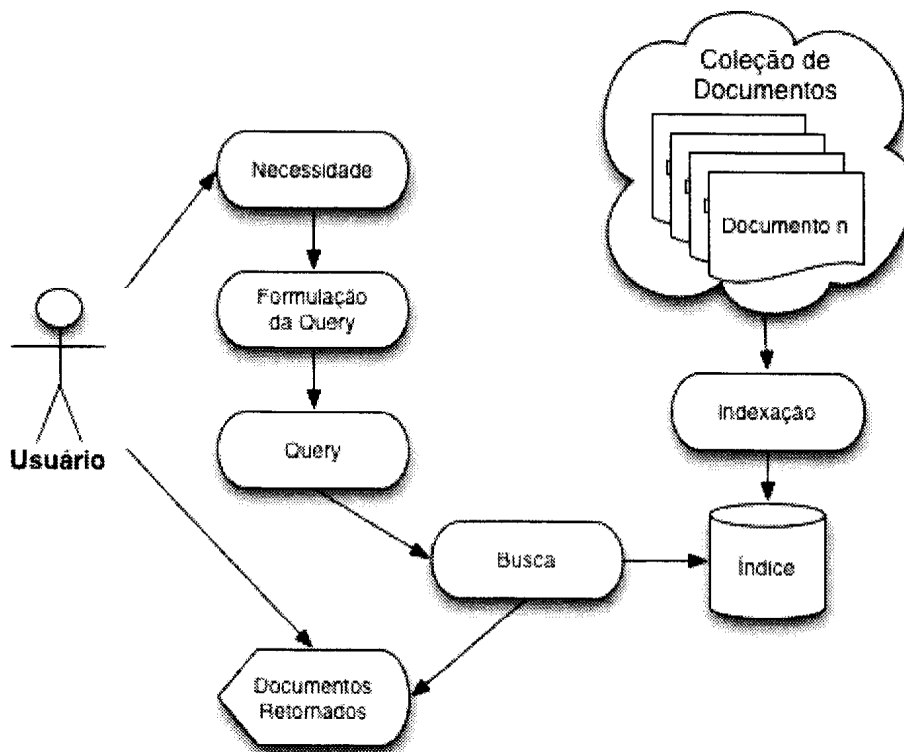 Coleção de
Documentos
Documento n
Necessidade
Formulação
da Query
Query
Usuário
Indexação
Índice
Busca
Documentos
Retornados